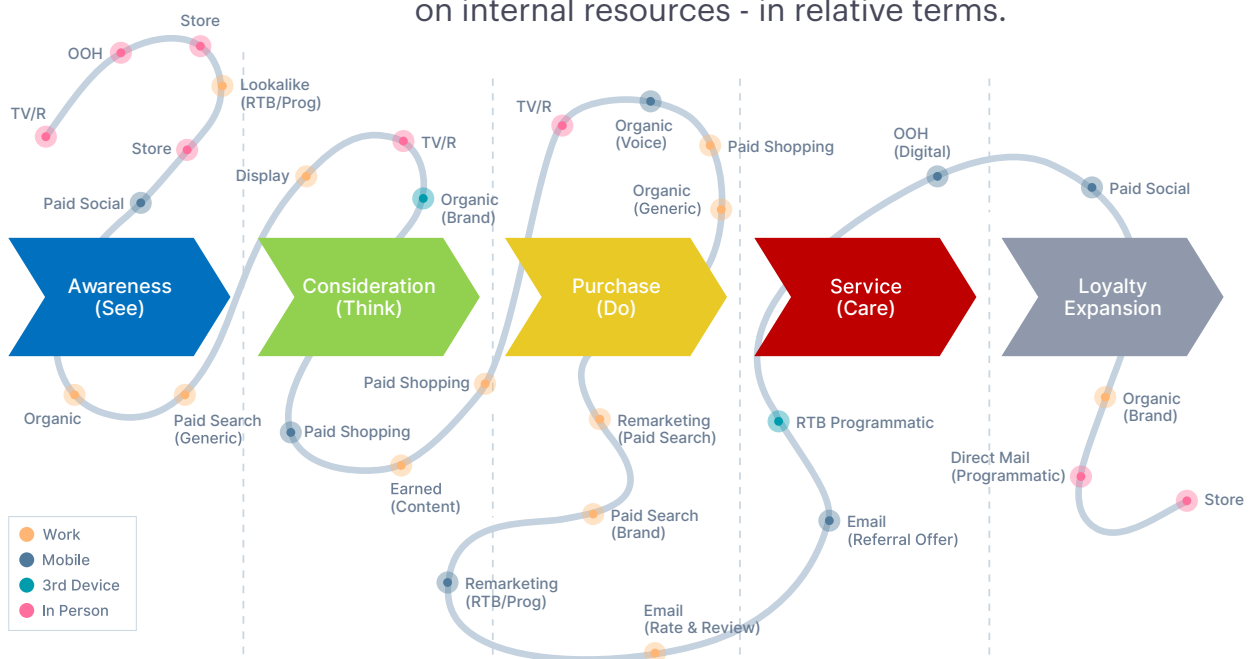 on internal resources - in relative terms.
Store
OOH
Lookalike
(RTB/Prog)
TV/R
Store
Paid Social
Display
TV/R
Organic
(Brand)
TV/R
Organic
(Voice)
Paid Shopping
Organic
(Generic)
OOH
(Digital)
Paid Social
Awareness
(See)
Consideration
(Think)
Purchase
(Do)
Service
(Care)
Loyalty
Expansion
Organic
Paid Search
(Generic)
Paid Shopping
Paid Shopping
Earned
(Content)
Remarketing
(Paid Search)
Paid Search
(Brand)
Remarketing
(RTB/Prog)
Email
(Rate & Review)
RTB Programmatic
Email
(Referral Offer)
Organic
(Brand)
Direct Mail
(Programmatic)
Store
Work
Mobile
3rd Device
In Person